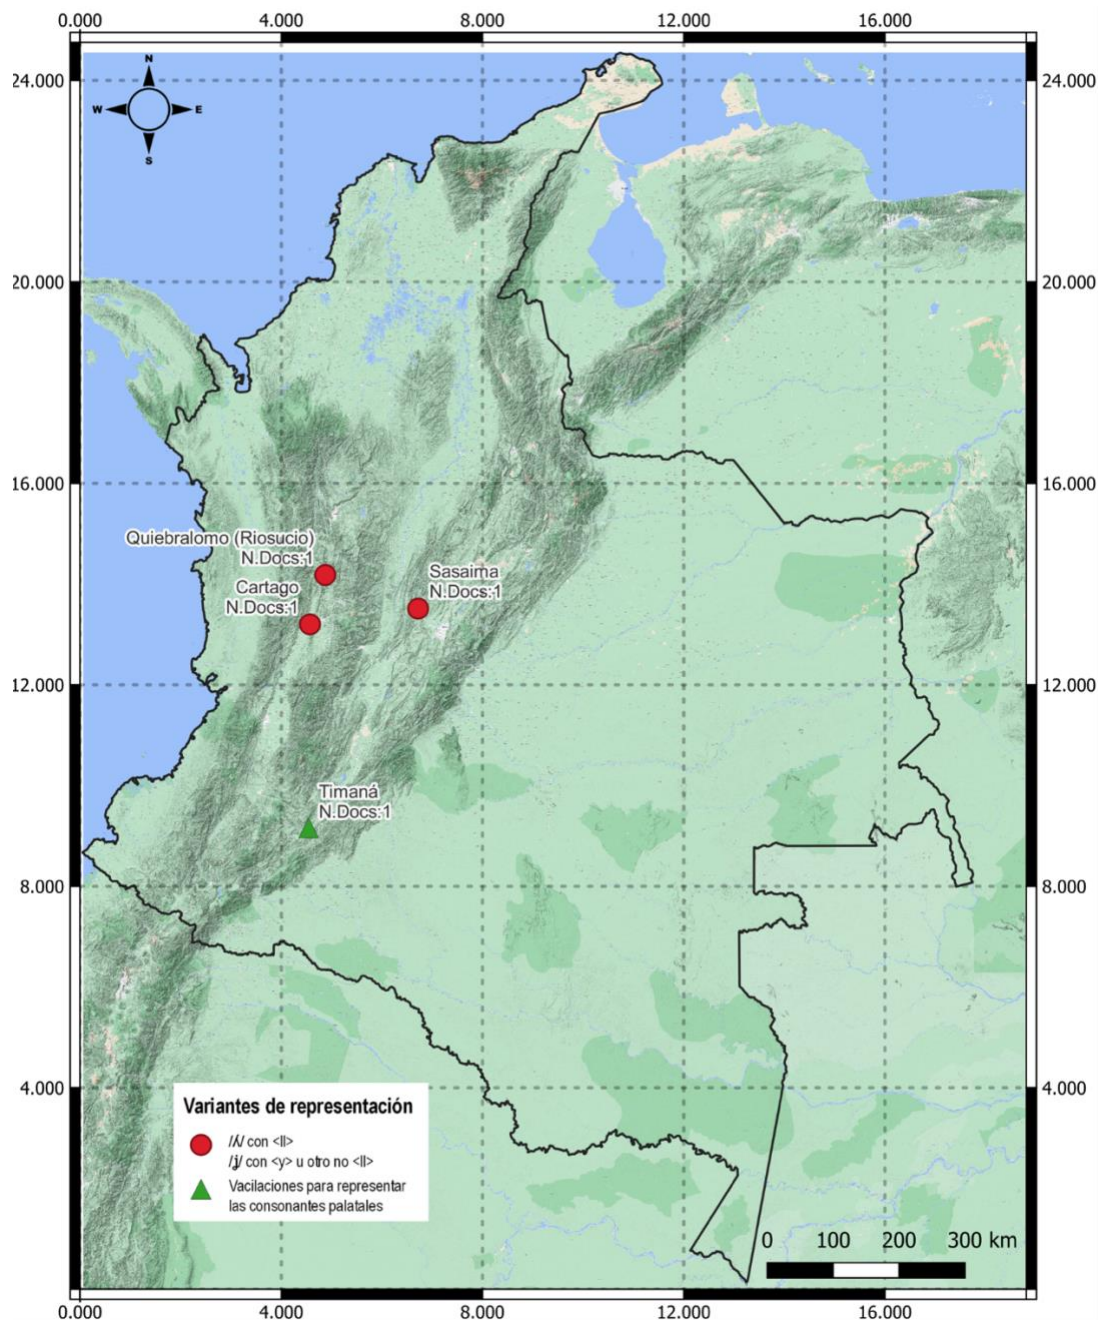 0.000 4.000 8.000 12.000 16.000
N
W E
S
24.000 24.000
20.000 20.000
16.000 16.000
Quiebralomo (Riosucio)
N.Docs:1
Cartago
N.Docs:1
Sasaima
N.Docs:1
12.000 12.000
Timaná
N.Docs:1
8.000 8.000
4.000 4.000
Variantes de representación
/ʎ/ con <ll>
/ʝ/ con <y> u otro no <ll>
Vacilaciones para representar
las consonantes palatales
0 100 200 300 km
0.000 4.000 8.000 12.000 16.000